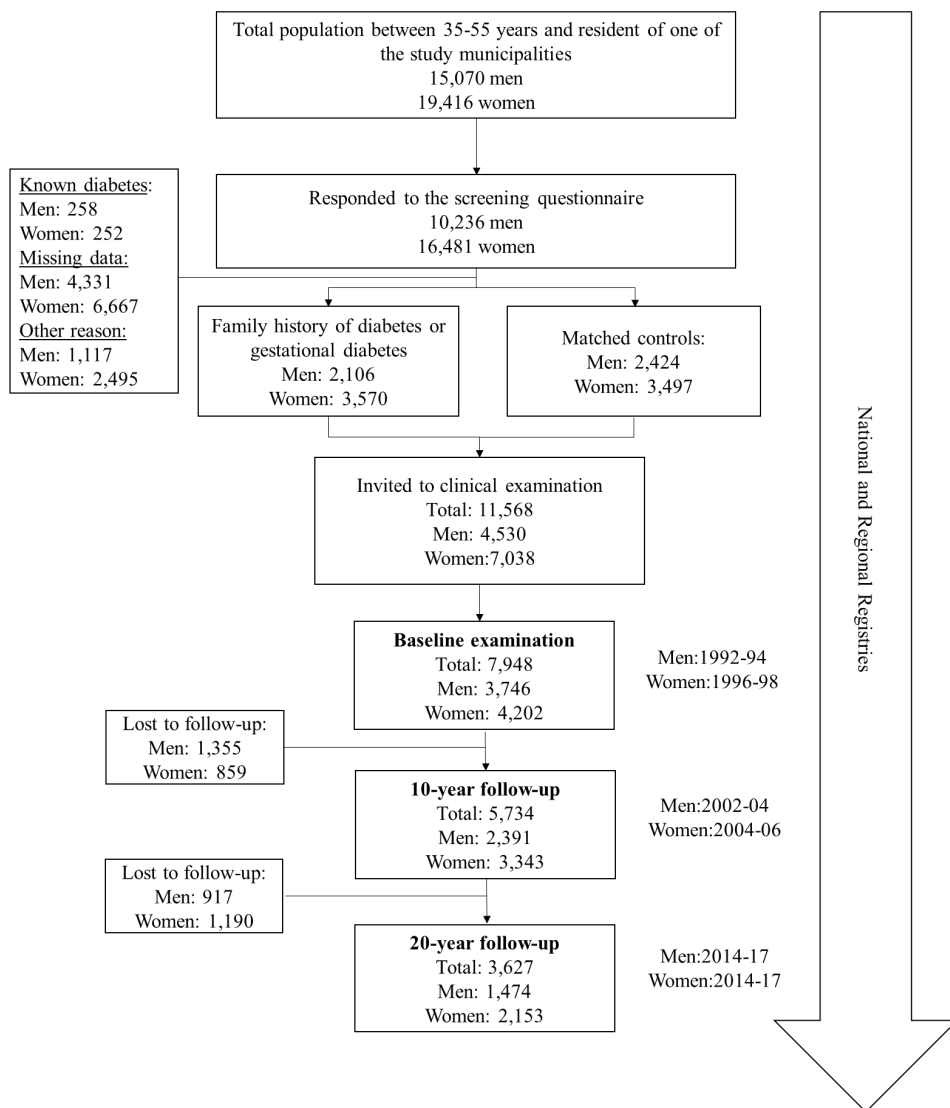 Total population between 35-55 years and resident of one of
the study municipalities
15,070 men
19,416 women
Known diabetes:
Men: 258
Women: 252
Missing data:
Men: 4,331
Women: 6,667
Other reason:
Men: 1,117
Women: 2,495
Responded to the screening questionnaire
10,236 men
16,481 women
Family history of diabetes or
gestational diabetes
Men: 2,106
Women: 3,570
Matched controls:
Men: 2,424
Women: 3,497
Invited to clinical examination
Total: 11,568
Men: 4,530
Women:7,038
Baseline examination
Total: 7,948
Men: 3,746
Women: 4,202
Men:1992-94
Women:1996-98
Lost to follow-up:
Men: 1,355
Women: 859
10-year follow-up
Total: 5,734
Men: 2,391
Women: 3,343
Men:2002-04
Women:2004-06
Lost to follow-up:
Men: 917
Women: 1,190
20-year follow-up
Total: 3,627
Men: 1,474
Women: 2,153
Men:2014-17
Women:2014-17
National and Regional Registries